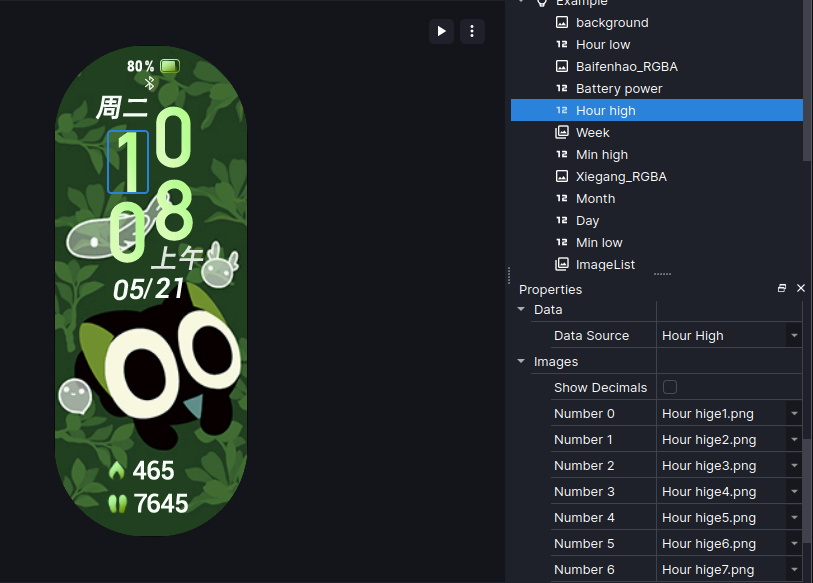 80%
周二
10
08
上午
05/21
465
7645
Example
background
12 Hour low
Baifenhao_RGBA
12 Battery power
12 Hour high
Week
12 Min high
Xiegang_RGBA
12 Month
12 Day
12 Min low
ImageList
Properties
Data
Data Source Hour High
Images
Show Decimals
Number 0 Hour hige1.png
Number 1 Hour hige2.png
Number 2 Hour hige3.png
Number 3 Hour hige4.png
Number 4 Hour hige5.png
Number 5 Hour hige6.png
Number 6 Hour hige7.png